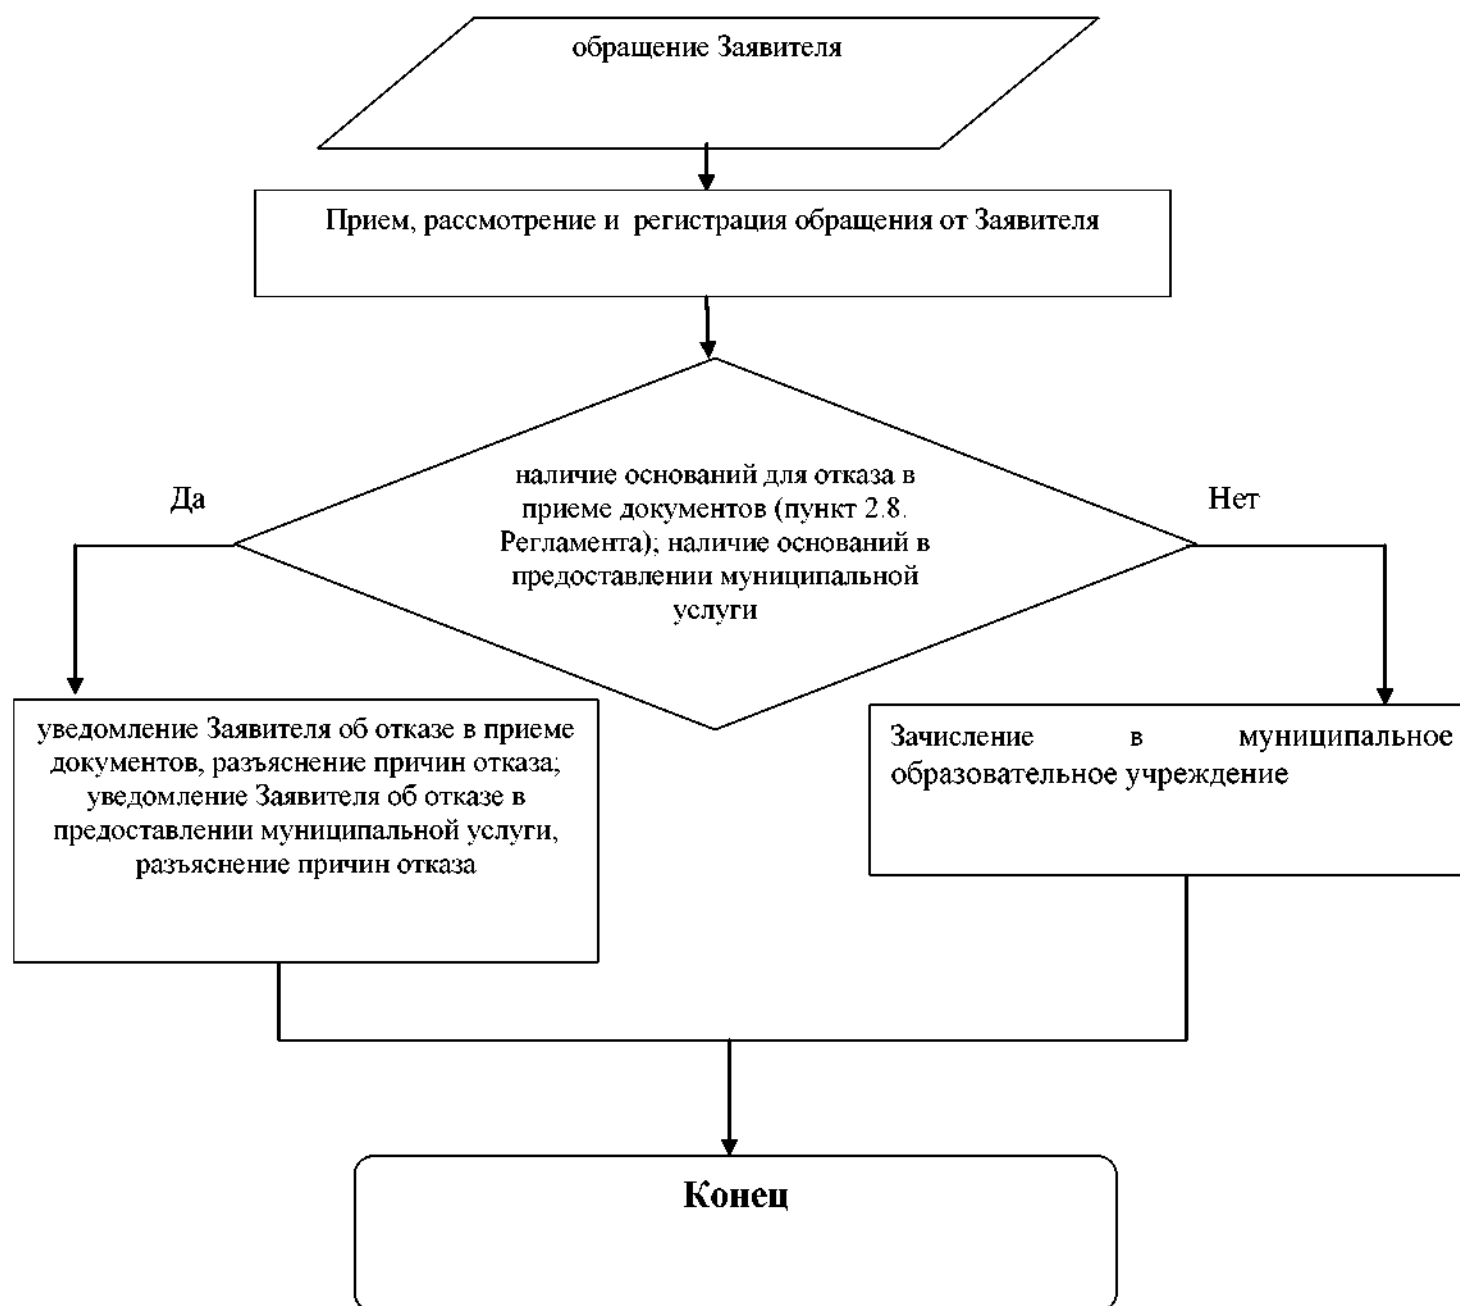 обращение Заявителя
Прием, рассмотрение и регистрация обращения от Заявителя
Да
наличие оснований для отказа в
приеме документов (пункт 2.8.
Регламента); наличие оснований в
предоставлении муниципальной
услуги
Нет
уведомление Заявителя об отказе в приеме
документов, разъяснение причин отказа;
уведомление Заявителя об отказе в
предоставлении муниципальной услуги,
разъяснение причин отказа
Зачисление в муниципальное
образовательное учреждение
Конец